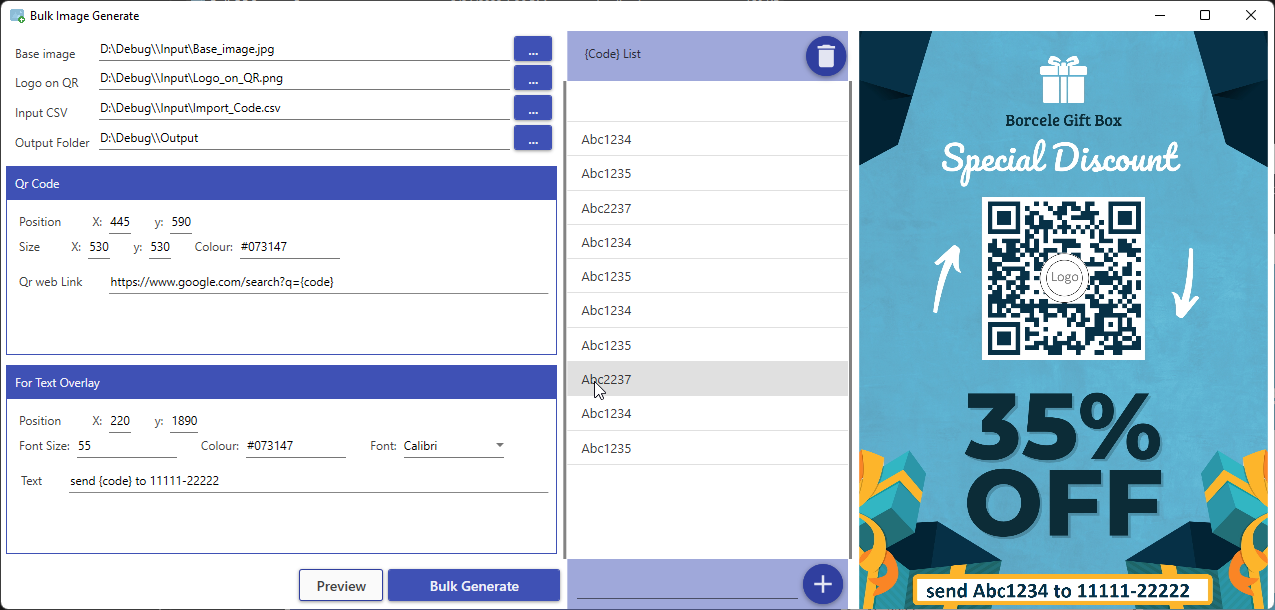 Bulk Image Generate
Base image D:\Debug\\Input\Base_image.jpg ...
Logo on QR D:\Debug\\Input\Logo_on_QR.png ...
Input CSV D:\Debug\\Input\Import_Code.csv ...
Output Folder D:\Debug\\Output ...
Qr Code
Position X: 445 y: 590
Size X: 530 y: 530 Colour: #073147
Qr web Link https://www.google.com/search?q={code}
For Text Overlay
Position X: 220 y: 1890
Font Size: 55 Colour: #073147 Font: Calibri
Text send {code} to 11111-22222
Preview Bulk Generate
{Code} List
Abc1234
Abc1235
Abc2237
Abc1234
Abc1235
Abc1234
Abc1235
Abc2237
Abc1234
Abc1235
Borcele Gift Box
Special Discount
Logo
35%
OFF
send Abc1234 to 11111-22222